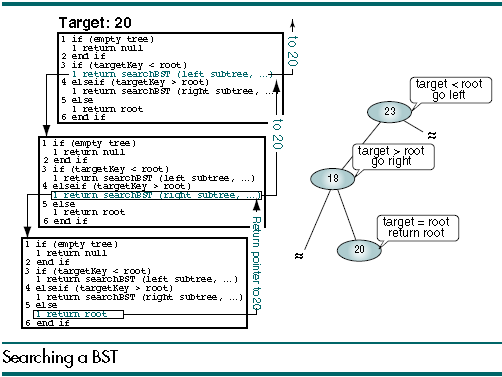 Target: 20
1 if (empty tree)
1 return null
2 end if
3 if (targetKey < root)
1 return searchBST (left subtree, ...)
4 elseif (targetKey > root)
1 return searchBST (right subtree, ...)
5 else
1 return root
6 end if
to 20
1 if (empty tree)
1 return null
2 end if
3 if (targetKey < root)
1 return searchBST (left subtree, ...)
4 elseif (targetKey > root)
1 return searchBST (right subtree, ...)
5 else
1 return root
6 end if
to 20
1 if (empty tree)
1 return null
2 end if
3 if (targetKey < root)
1 return searchBST (left subtree, ...)
4 elseif (targetKey > root)
1 return searchBST (right subtree, ...)
5 else
1 return root
6 end if
Return pointer to 20
target < root
go left
23
≈
target > root
go right
18
≈
target = root
return root
20
Searching a BST